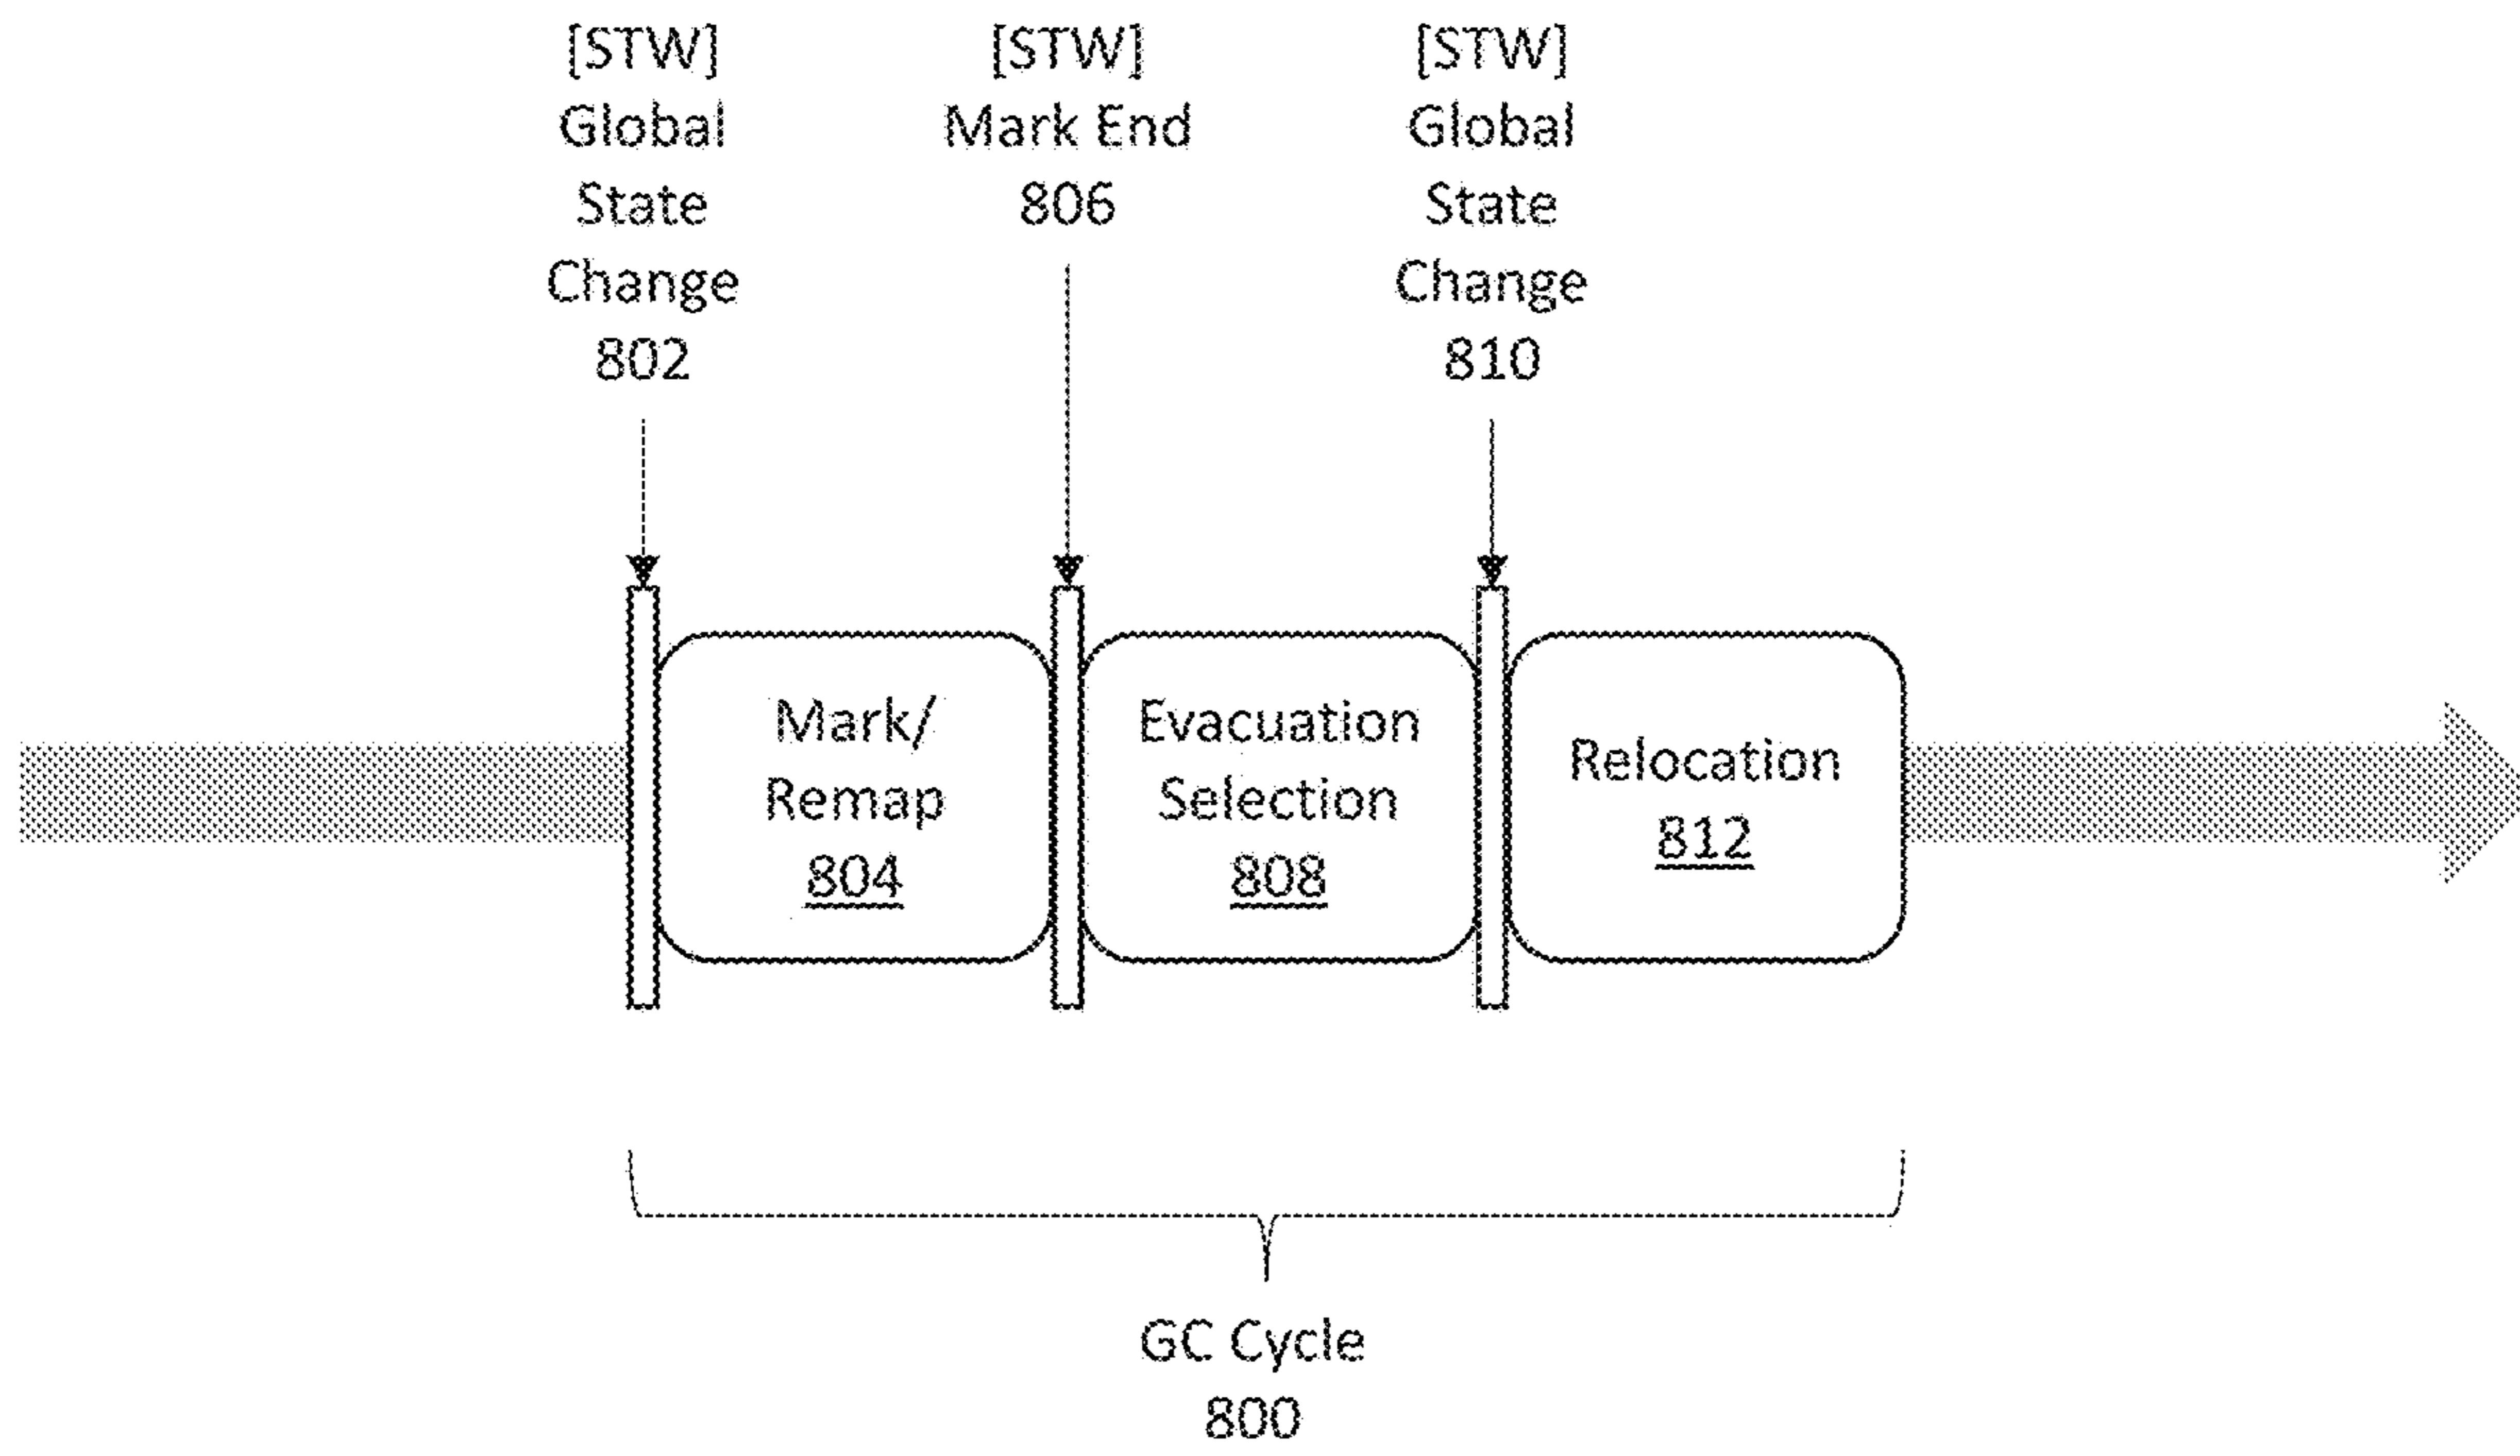 [STW]
Global
State
Change
802
[STW]
Mark End
806
[STW]
Global
State
Change
810
Mark/
Remap
804
Evacuation
Selection
808
Relocation
812
GC Cycle
800